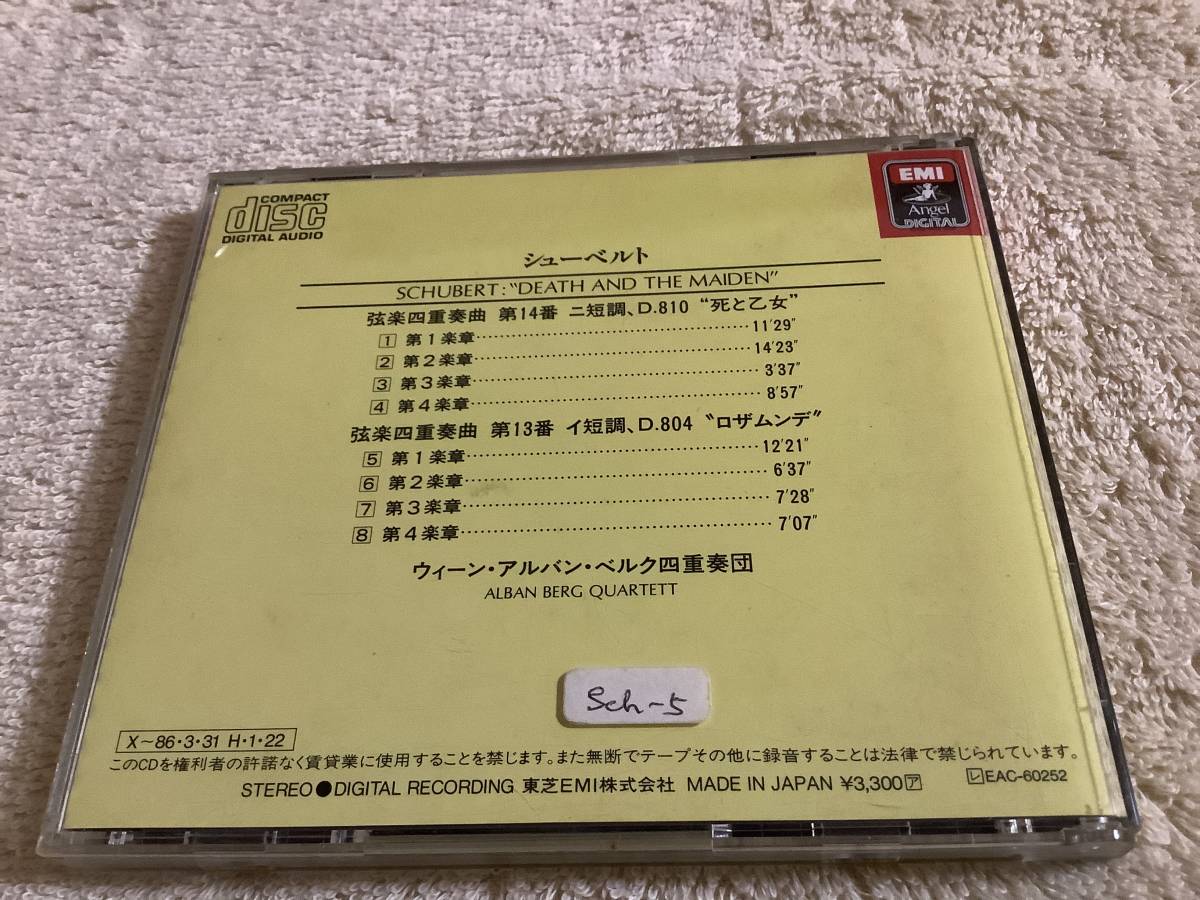 COMPACT
disc
DIGITAL AUDIO
EMI
Angel
DIGITAL
シューベルト
SCHUBERT: "DEATH AND THE MAIDEN"
弦楽四重奏曲 第14番 ニ短調、D.810 "死と乙女"
1 第1楽章 11'29"
2 第2楽章 14'23"
3 第3楽章 3'37"
4 第4楽章 8'57"
弦楽四重奏曲 第13番 イ短調、D.804 "ロザムンデ"
5 第1楽章 12'21"
6 第2楽章 6'37"
7 第3楽章 7'28"
8 第4楽章 7'07"
ウィーン・アルバン・ベルク四重奏団
ALBAN BERG QUARTETT
Sch-5
X〜86・3・31 H・1・22
このCDを権利者の許諾なく賃貸業に使用することを禁じます。また無断でテープその他に録音することは法律で禁じられています。
STEREO●DIGITAL RECORDING 東芝EMI株式会社 MADE IN JAPAN ¥3,300ア レEAC-60252